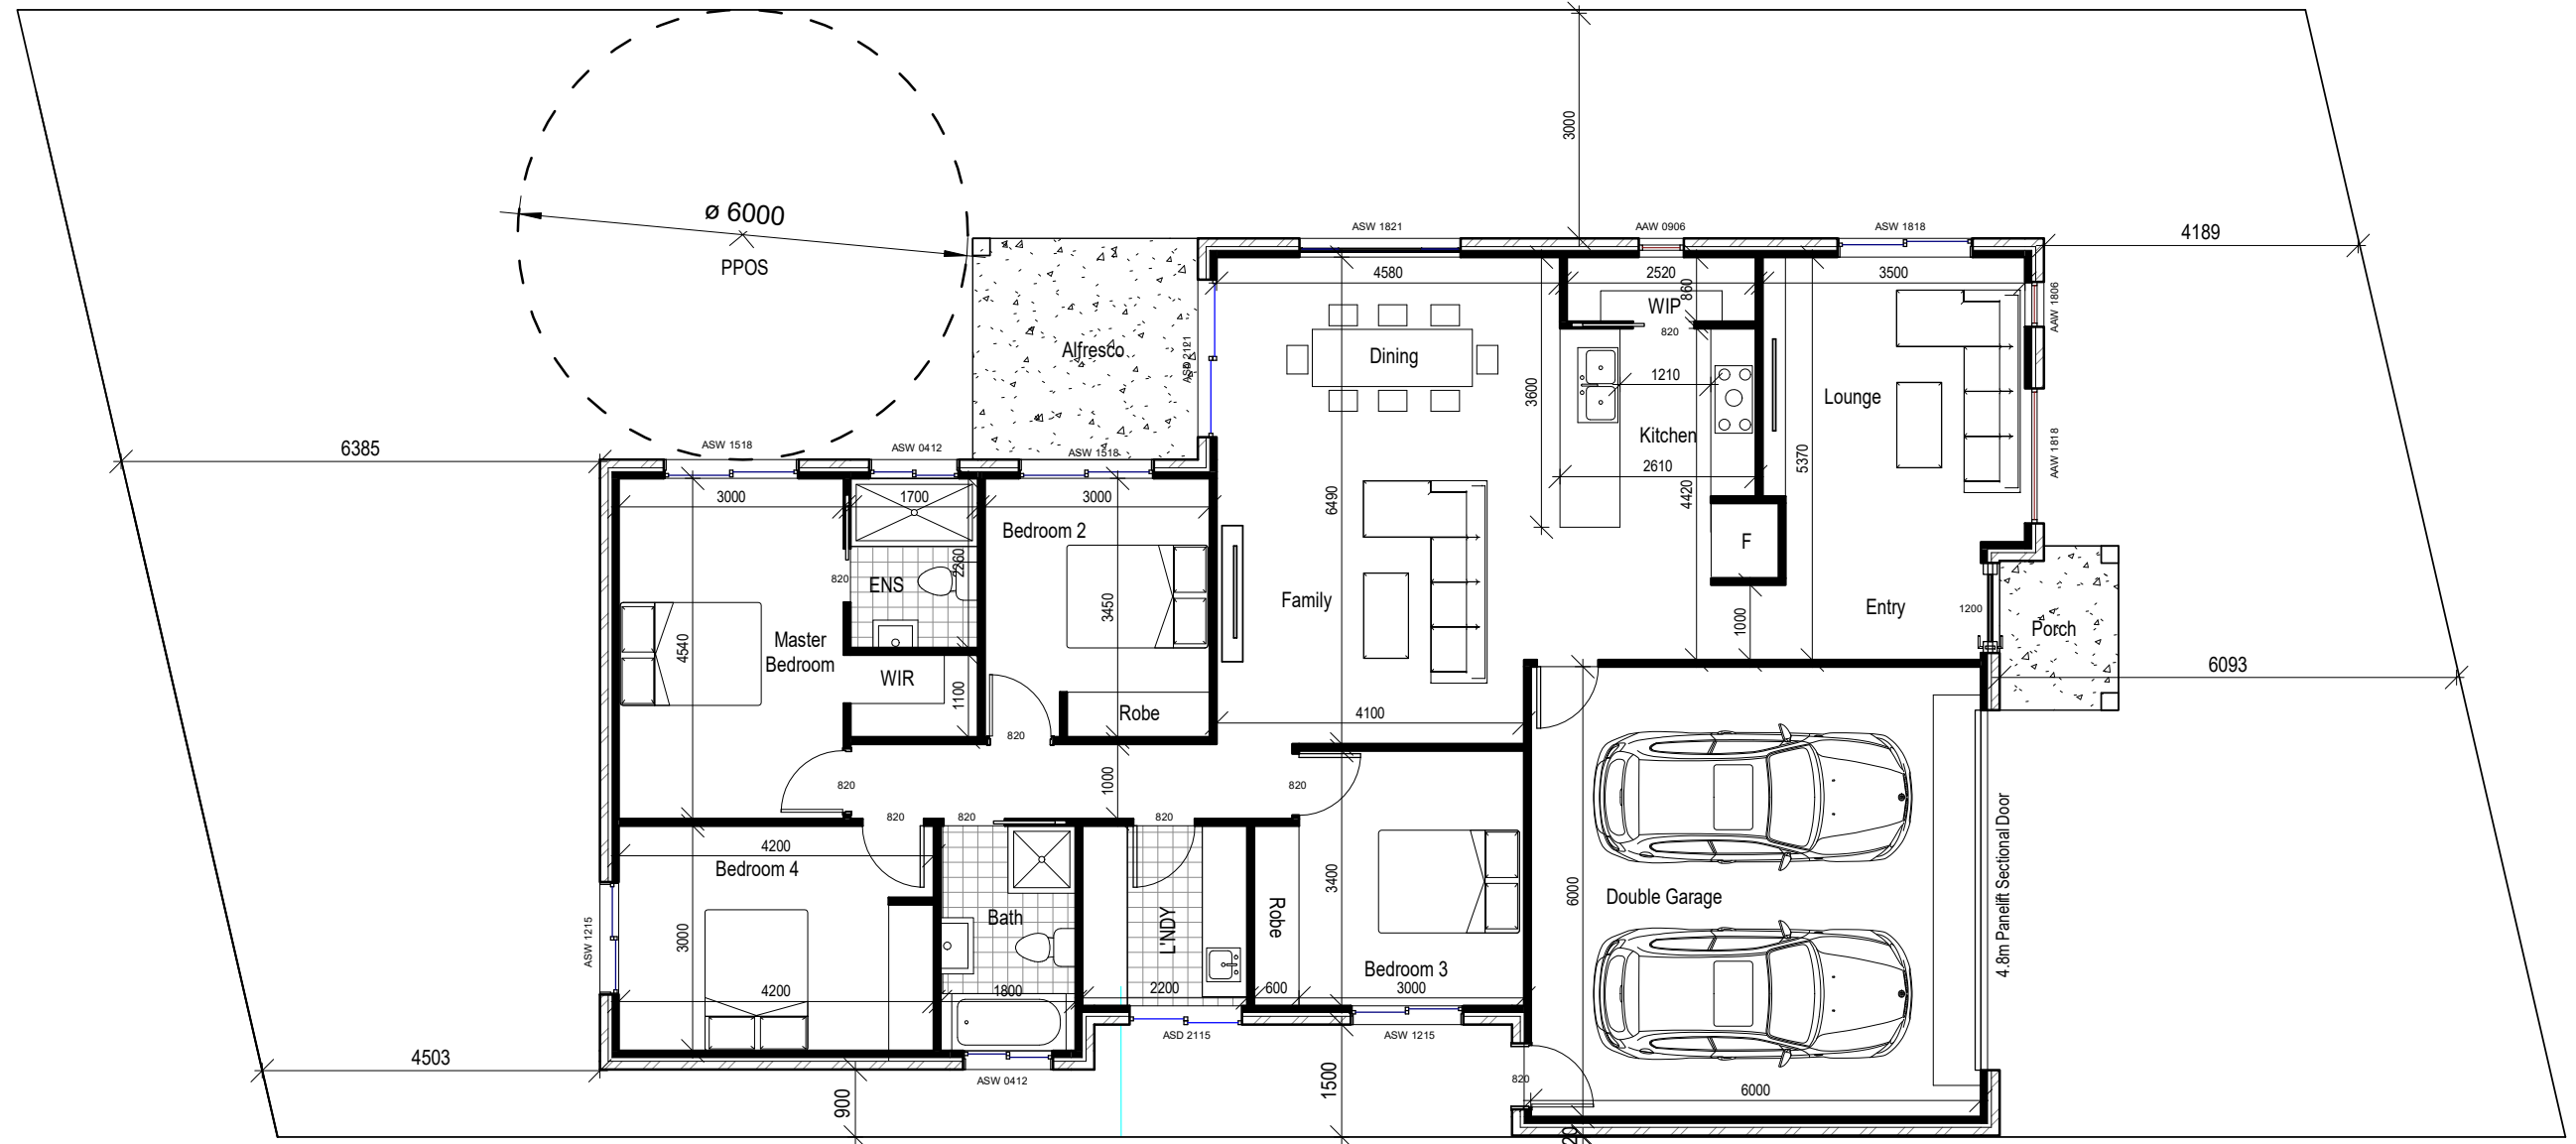 3000
ø 6000
PPOS
ASW 1821
AAW 0906
ASW 1818
4189
4580
2520
3500
860
WIP
820
AAW 1806
Alfresco
ASD 2121
Dining
3600
1210
Kitchen
Lounge
2610
4420
5370
AAW 1818
6385
ASW 1518
ASW 0412
ASW 1518
3000
1700
3000
Bedroom 2
2260
ENS
820
3450
6490
Family
F
1000
Entry
1200
Porch
Master
Bedroom
4540
WIR
1100
Robe
820
4100
6093
820
1000
820
820
820
820
4200
Bedroom 4
3000
ASW 1215
4200
Bath
1800
L'NDY
2200
Robe
600
3400
Bedroom 3
3000
6000
Double Garage
4.8m Panelift Sectional Door
ASD 2115
ASW 1215
ASW 0412
4503
900
1500
820
6000